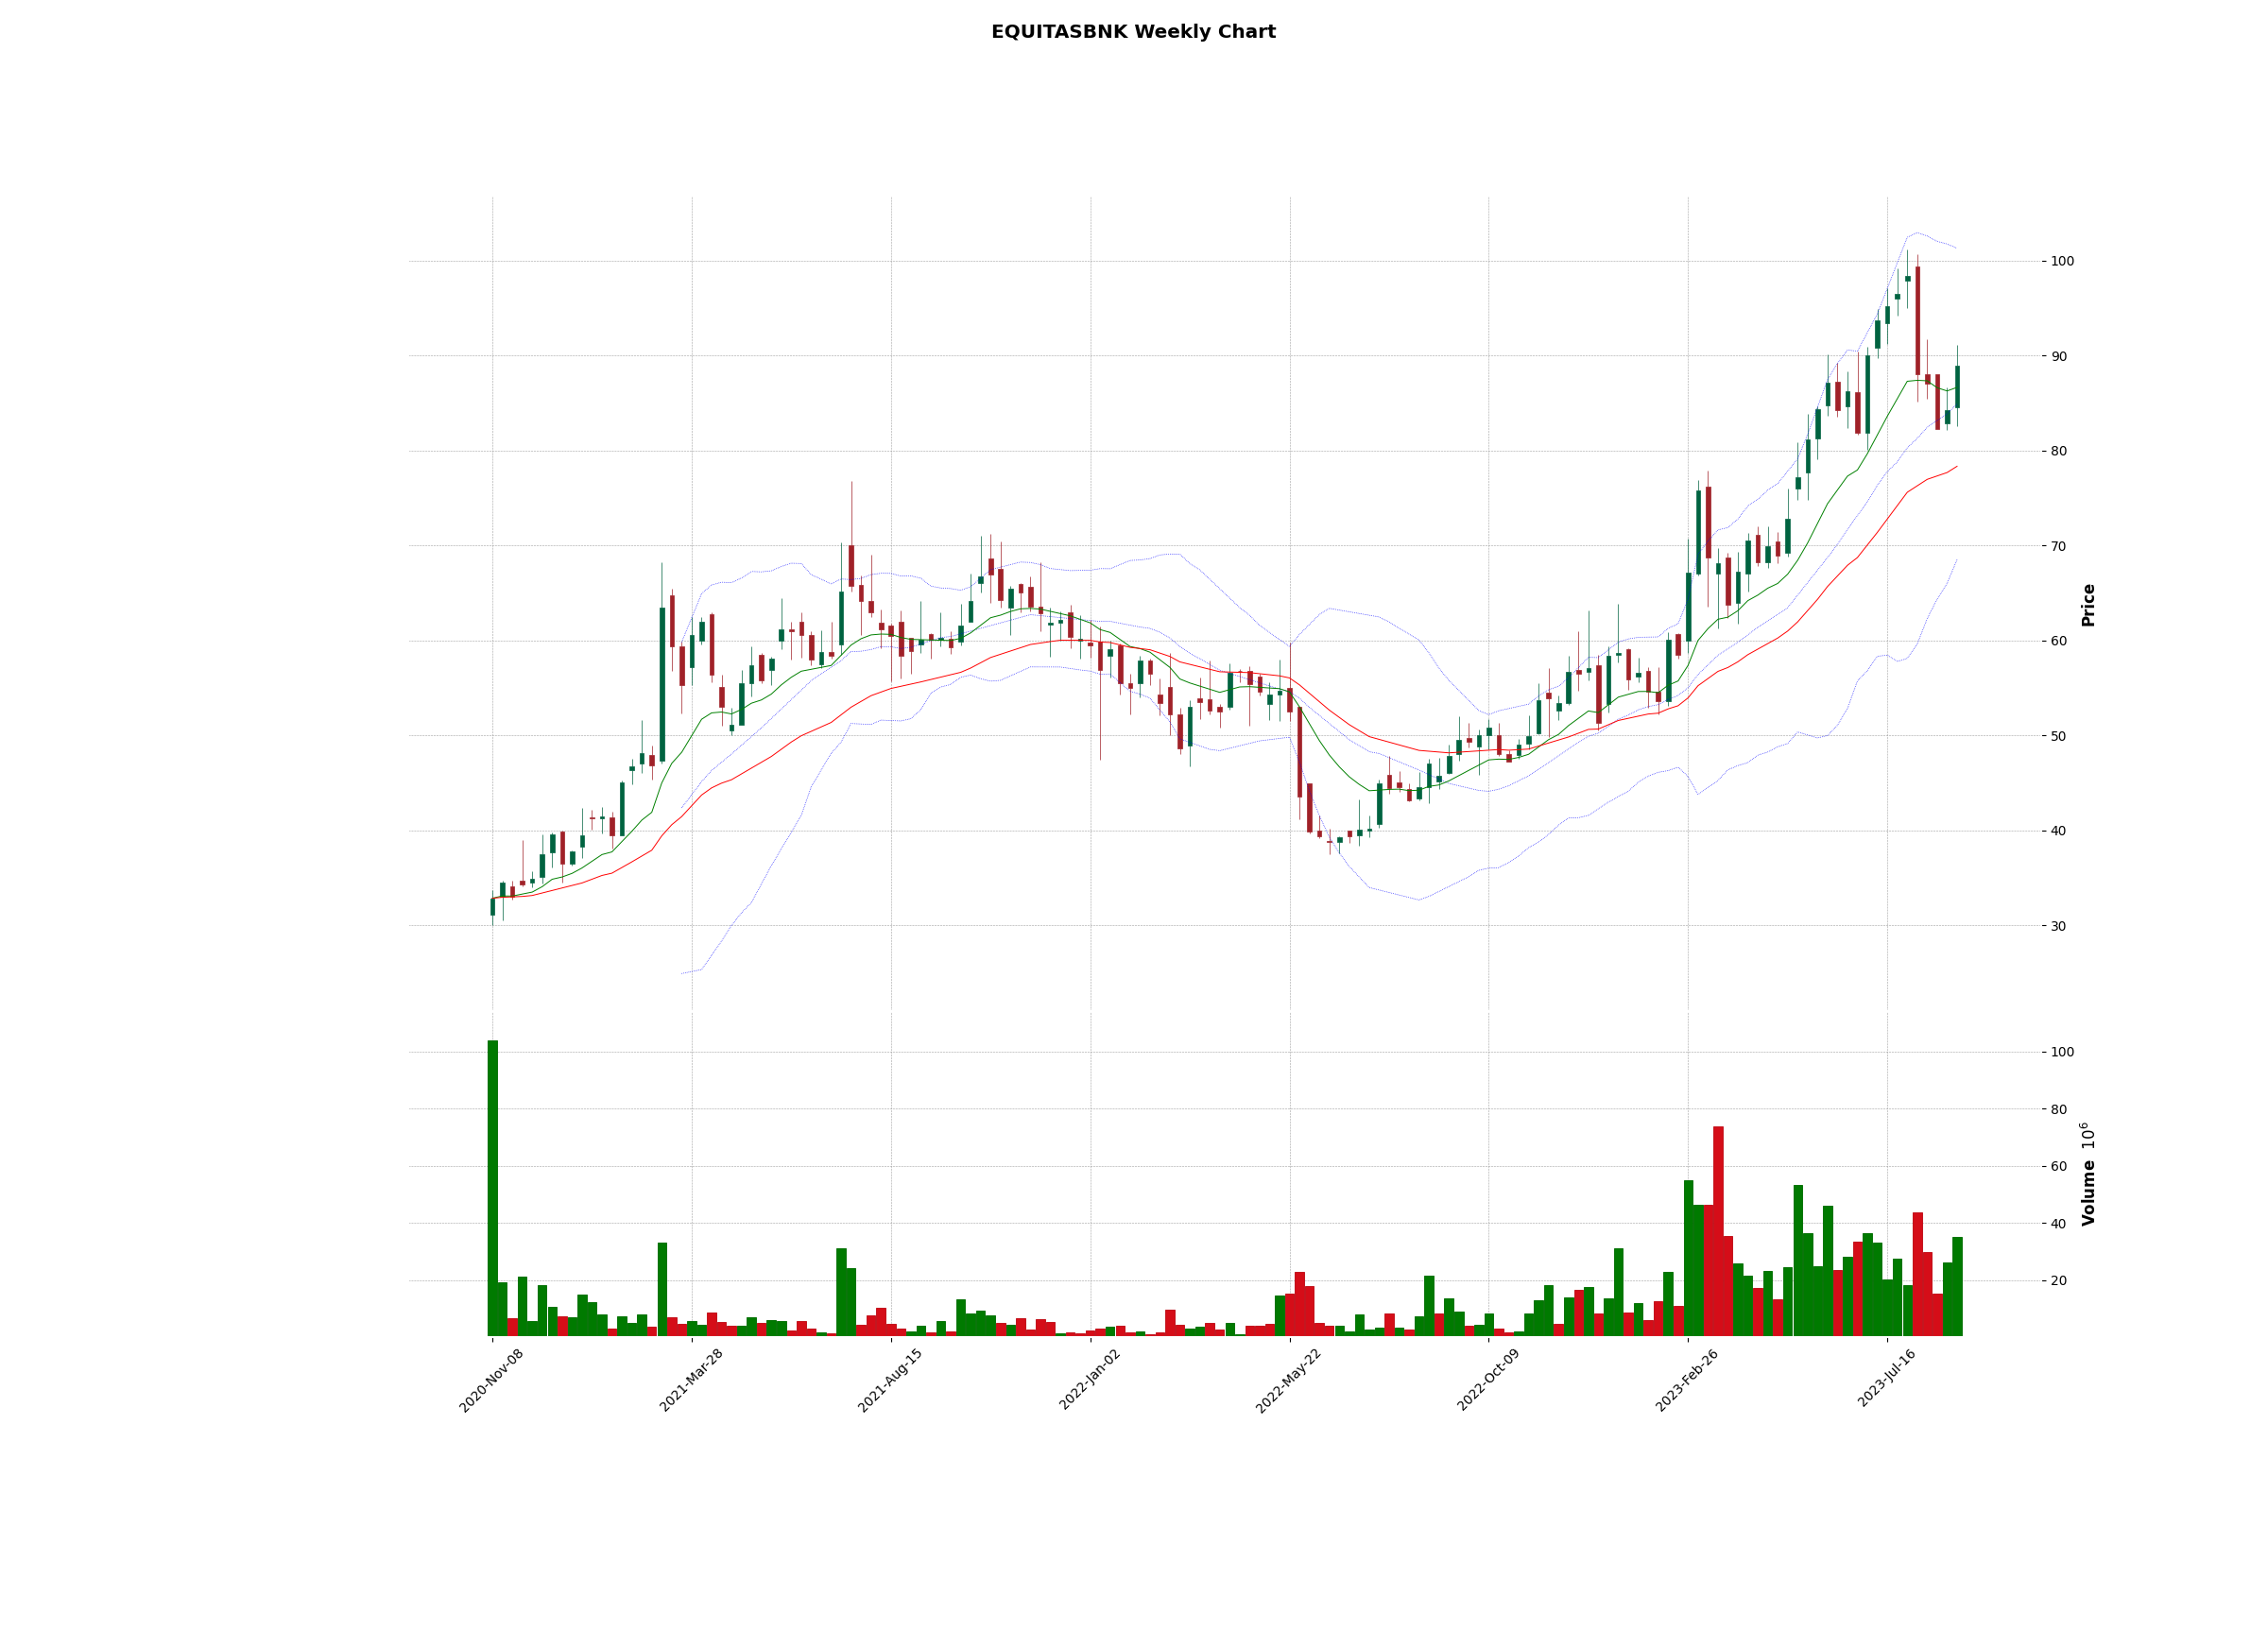 EQUITASBNK Weekly Chart
100
90
80
70
60
50
40
30
Price
100
80
60
40
20
Volume 10^6
2020-Nov-08
2021-Mar-28
2021-Aug-15
2022-Jan-02
2022-May-22
2022-Oct-09
2023-Feb-26
2023-Jul-16